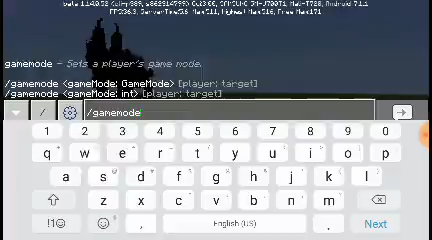 gamemode – Sets a player's game mode.
/gamemode <gameMode: GameMode> [player: target]
/gamemode <gameMode: int> [player: target]
/
/gamemode
1 2 3 4 5 6 7 8 9 0
q w e r t y u i o p
a s d f g h j k l
z x c v b n m
!1☺ , English (US) . Next